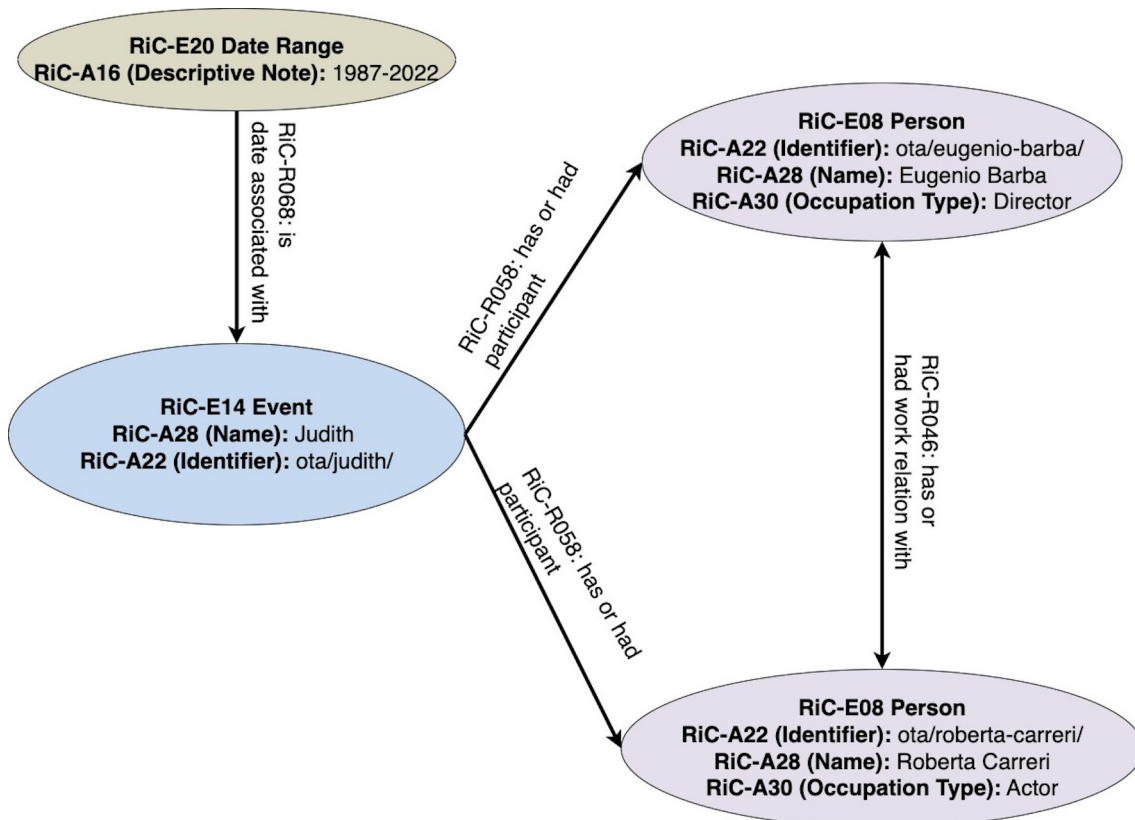 RiC-E20 Date Range
RiC-A16 (Descriptive Note): 1987-2022
RiC-R068: is
date associated with
RiC-E14 Event
RiC-A28 (Name): Judith
RiC-A22 (Identifier): ota/judith/
RiC-R058: has or had
participant
RiC-E08 Person
RiC-A22 (Identifier): ota/eugenio-barba/
RiC-A28 (Name): Eugenio Barba
RiC-A30 (Occupation Type): Director
RiC-R046: has or
had work relation with
RiC-R058: has or had
participant
RiC-E08 Person
RiC-A22 (Identifier): ota/roberta-carreri/
RiC-A28 (Name): Roberta Carreri
RiC-A30 (Occupation Type): Actor